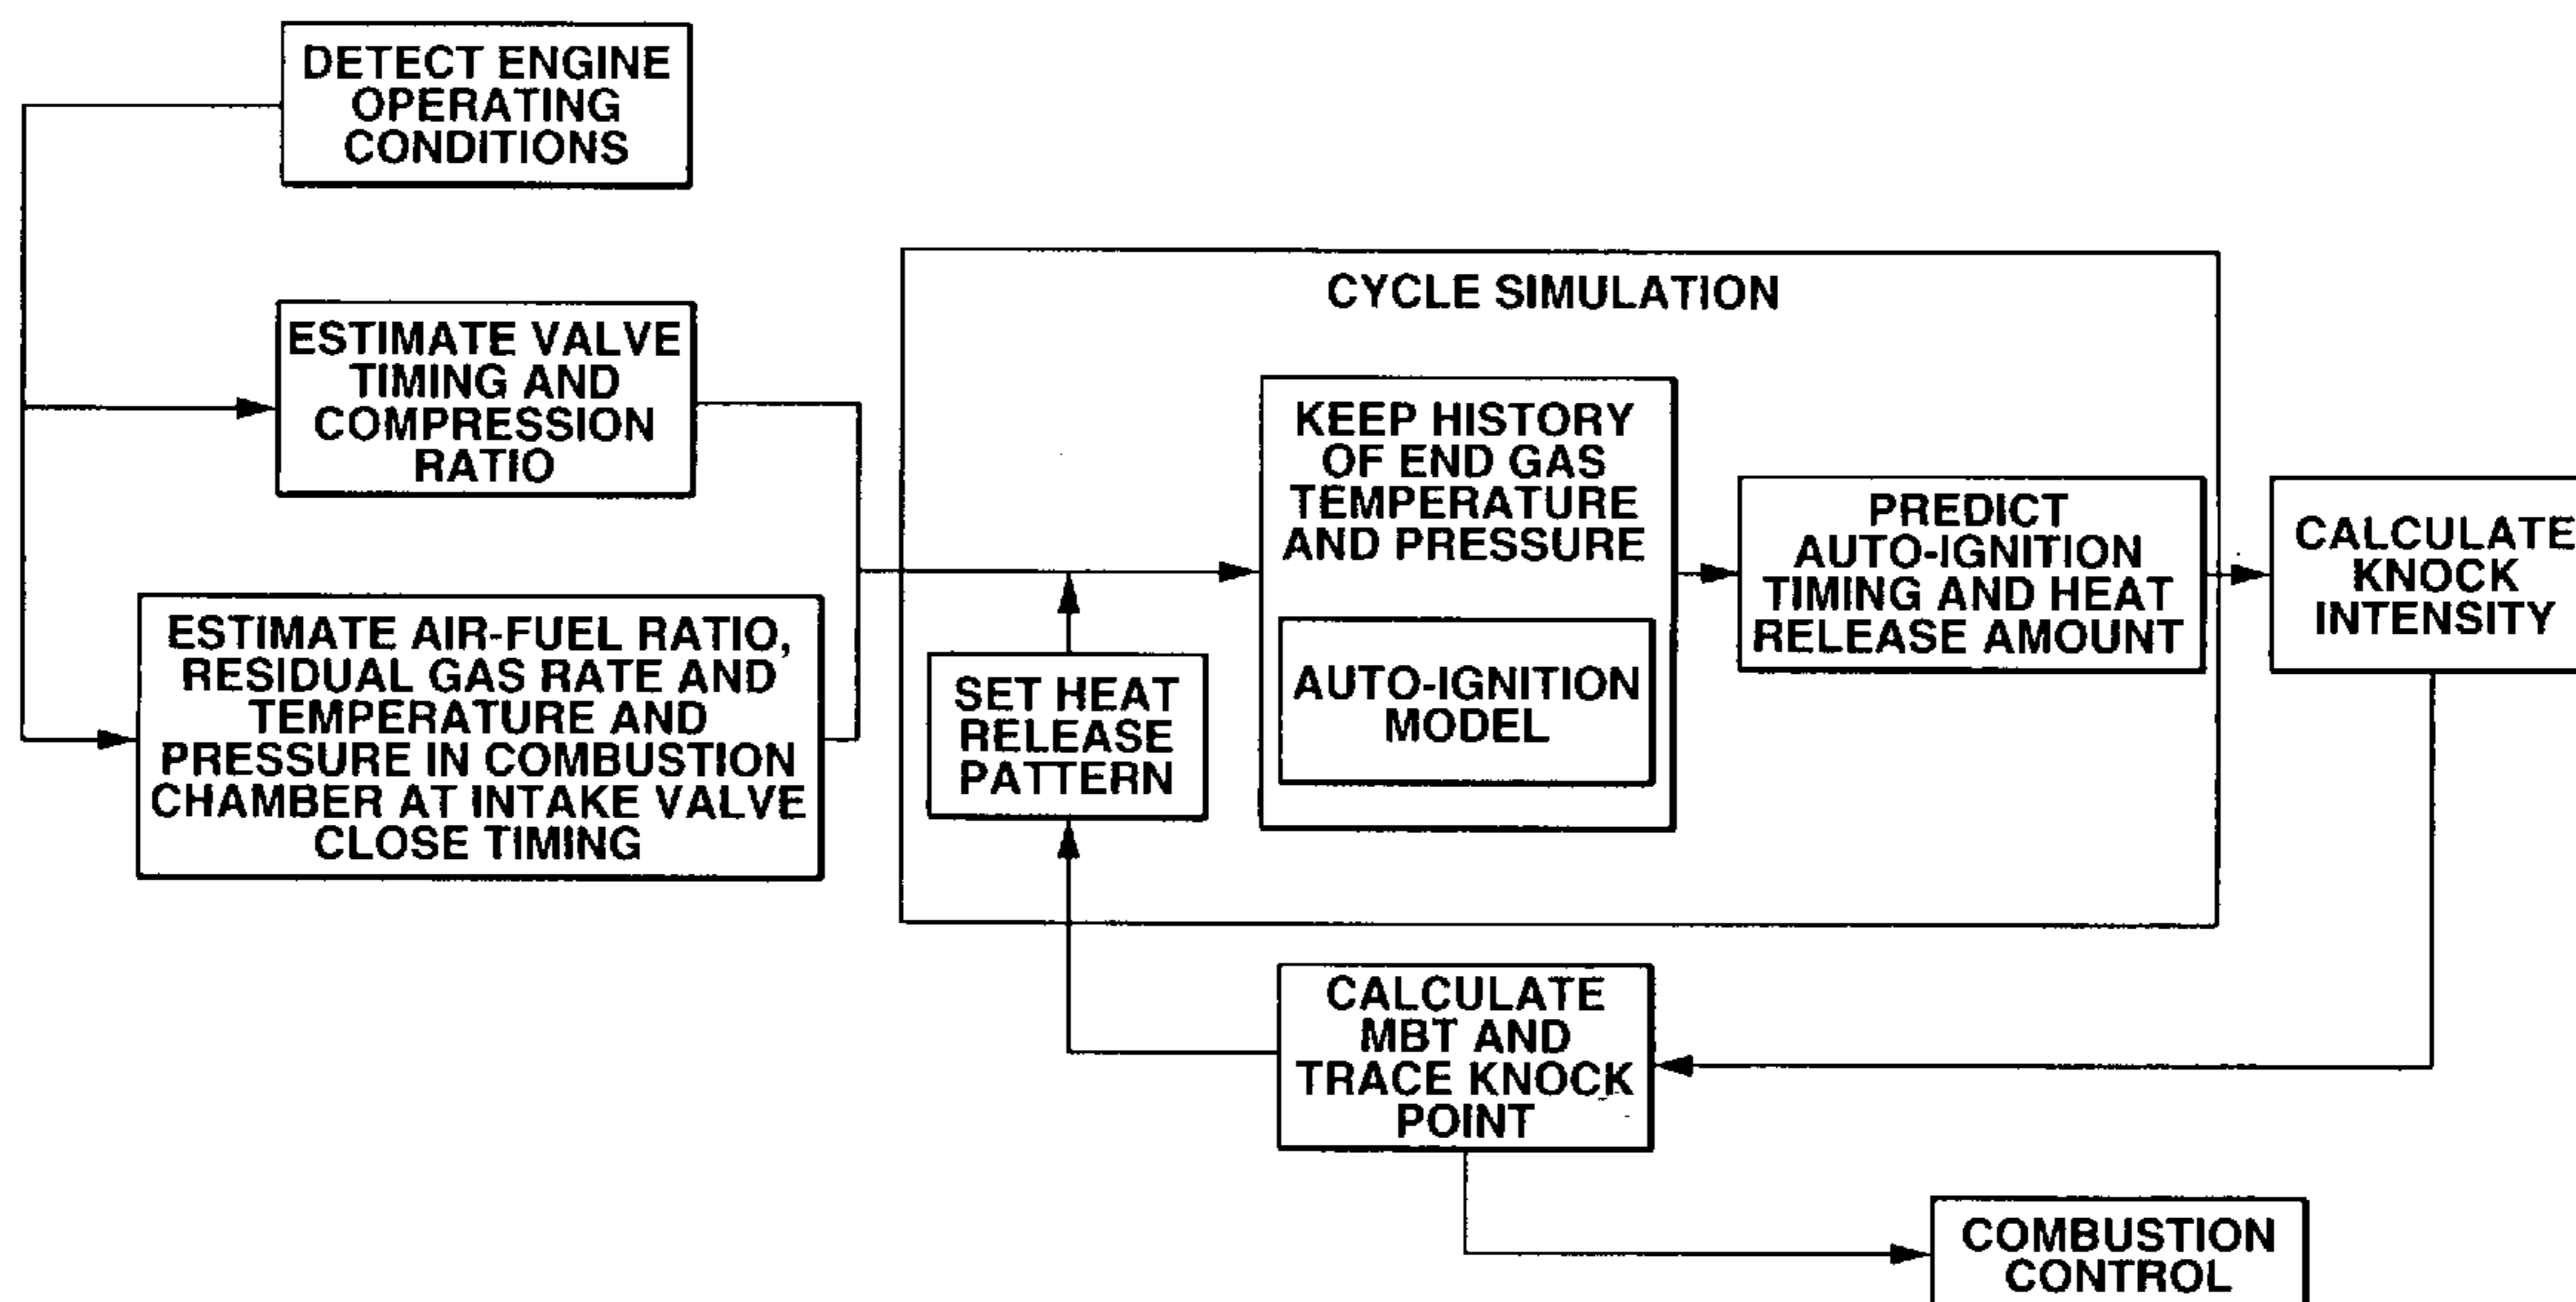 DETECT ENGINE
OPERATING
CONDITIONS
ESTIMATE VALVE
TIMING AND
COMPRESSION
RATIO
ESTIMATE AIR-FUEL RATIO,
RESIDUAL GAS RATE AND
TEMPERATURE AND
PRESSURE IN COMBUSTION
CHAMBER AT INTAKE VALVE
CLOSE TIMING
CYCLE SIMULATION
SET HEAT
RELEASE
PATTERN
KEEP HISTORY
OF END GAS
TEMPERATURE
AND PRESSURE
AUTO-IGNITION
MODEL
PREDICT
AUTO-IGNITION
TIMING AND HEAT
RELEASE AMOUNT
CALCULATE
KNOCK
INTENSITY
CALCULATE
MBT AND
TRACE KNOCK
POINT
COMBUSTION
CONTROL